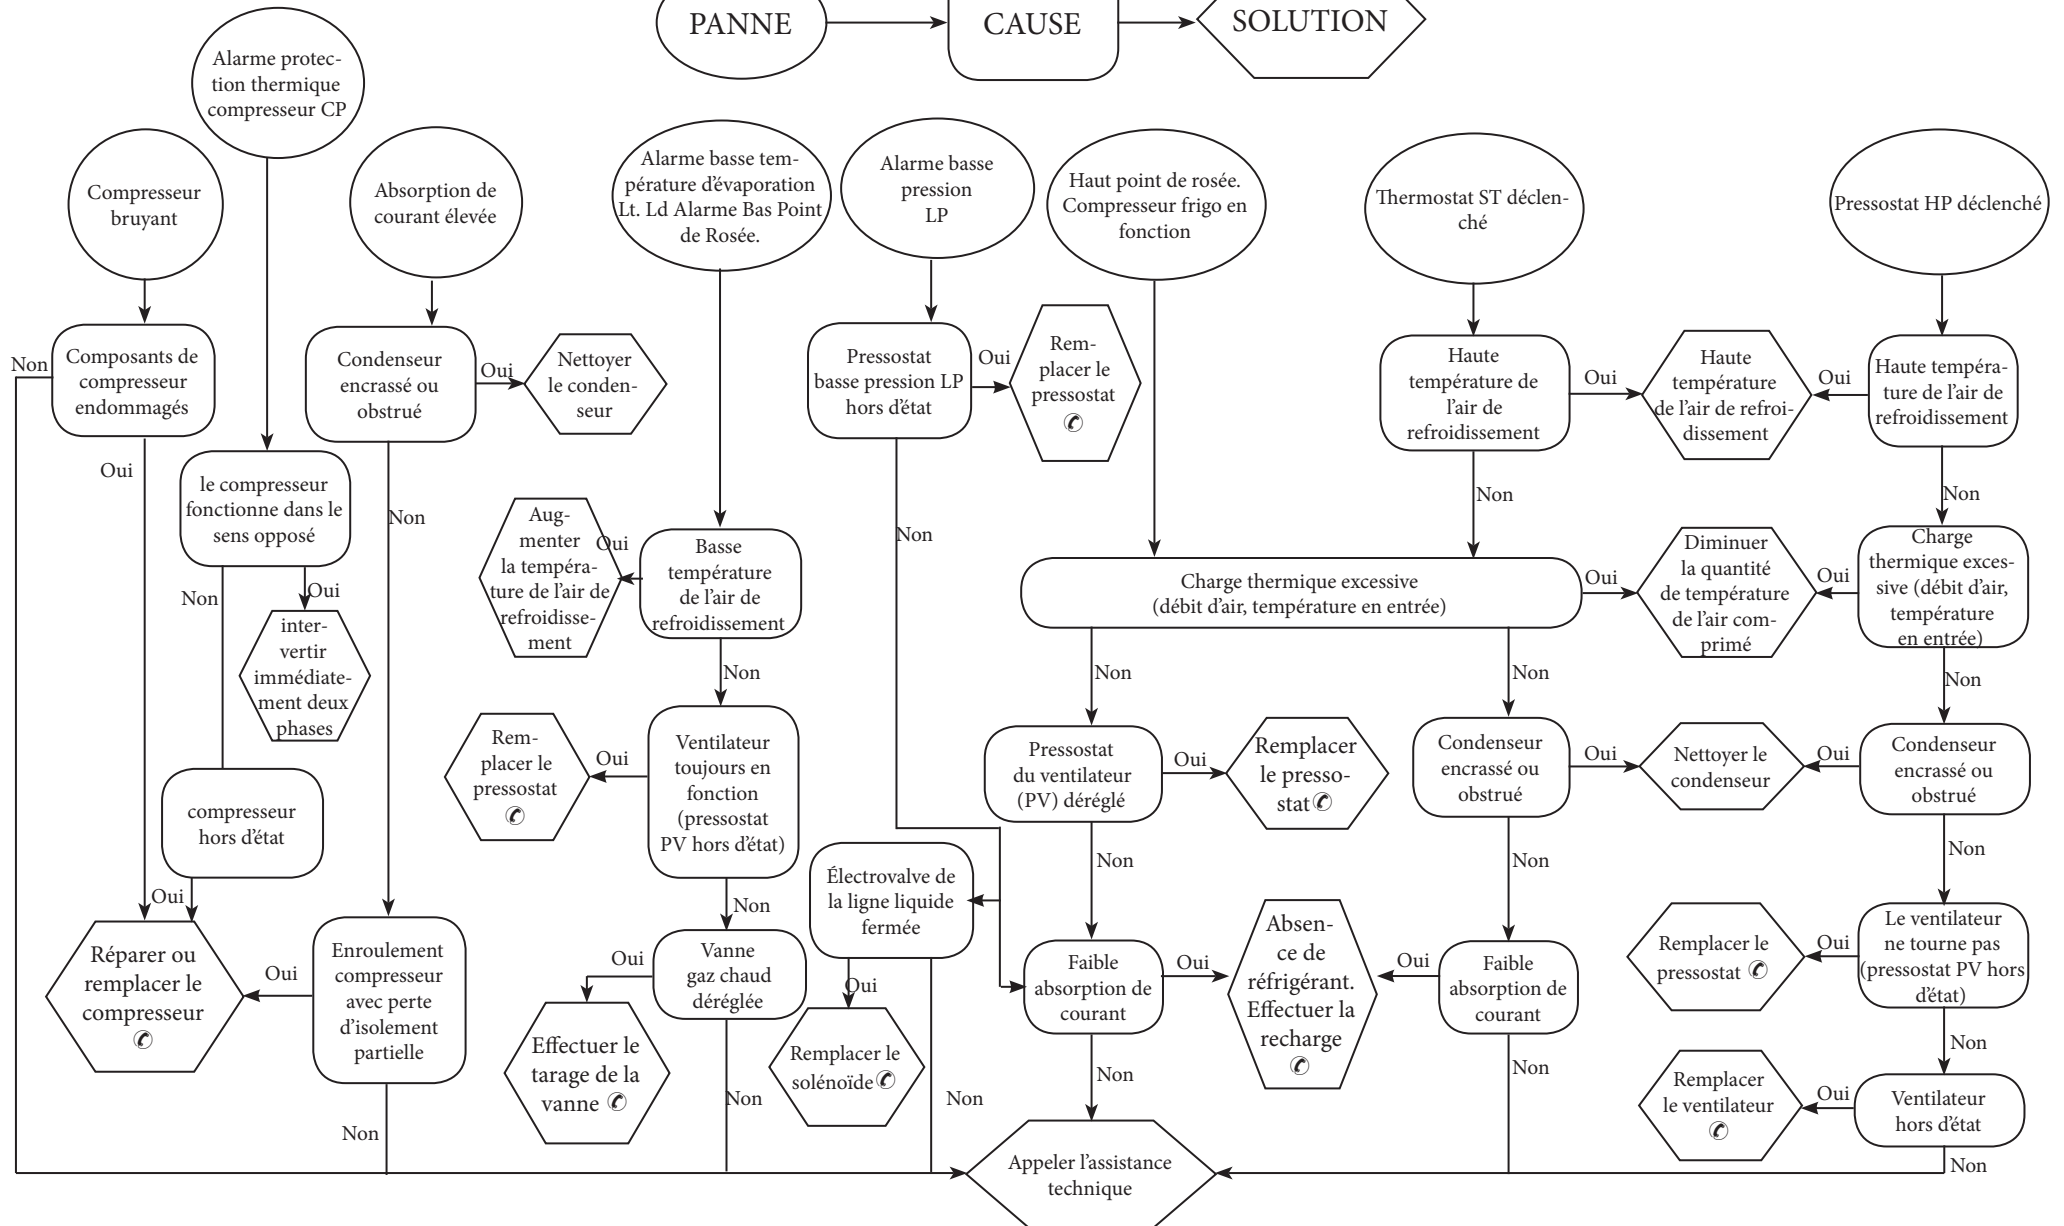 PANNE
CAUSE
SOLUTION
Alarme protec-
tion thermique
compresseur CP
Compresseur
bruyant
Absorption de
courant élevée
Alarme basse tem-
pérature d'évaporation
Lt. Ld Alarme Bas Point
de Rosée.
Alarme basse
pression
LP
Haut point de rosée.
Compresseur frigo en
fonction
Thermostat ST déclen-
ché
Pressostat HP déclenché
Non
Composants de
compresseur
endommagés
Oui
Condenseur
encrassé ou
obstrué
Oui
Nettoyer
le conden-
seur
Pressostat
basse pression LP
hors d'état
Oui
Rem-
placer le
pressostat
✆
Haute
température de
l'air de
refroidissement
Oui
Haute
température
de l'air de refroi-
dissement
Oui
Haute tempéra-
ture de l'air de
refroidissement
le compresseur
fonctionne dans le
sens opposé
Non
Oui
inter-
vertir
immédiate-
ment deux
phases
Non
Aug-
menter
la tempéra-
ture de l'air de
refroidisse-
ment
Oui
Basse
température
de l'air de
refroidissement
Non
Non
Non
Non
Charge thermique excessive
(débit d'air, température en entrée)
Oui
Diminuer
la quantité
de température
de l'air com-
primé
Oui
Charge
thermique exces-
sive (débit d'air,
température
en entrée)
Non
Non
Non
compresseur
hors d'état
Oui
Rem-
placer le
pressostat
✆
Oui
Ventilateur
toujours en
fonction
(pressostat
PV hors d'état)
Non
Pressostat
du ventilateur
(PV) déréglé
Oui
Remplacer
le presso-
stat ✆
Condenseur
encrassé ou
obstrué
Oui
Nettoyer le
condenseur
Oui
Condenseur
encrassé ou
obstrué
Non
Non
Non
Électrovalve de
la ligne liquide
fermée
Réparer ou
remplacer le
compresseur
✆
Oui
Enroulement
compresseur
avec perte
d'isolement
partielle
Non
Oui
Vanne
gaz chaud
déréglée
Effectuer le
tarage de la
vanne ✆
Non
Oui
Remplacer le
solénoïde ✆
Non
Faible
absorption de
courant
Oui
Absen-
ce de
réfrigérant.
Effectuer la
recharge
✆
Oui
Faible
absorption de
courant
Non
Non
Remplacer le
pressostat ✆
Oui
Le ventilateur
ne tourne pas
(pressostat PV hors
d'état)
Non
Remplacer
le ventilateur
✆
Oui
Ventilateur
hors d'état
Non
Appeler l'assistance
technique